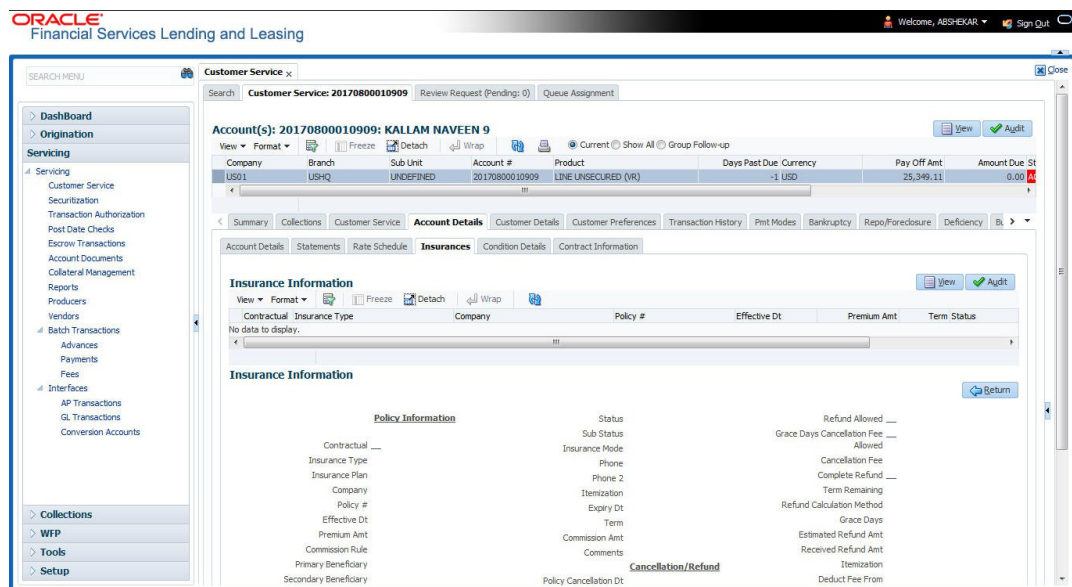 ORACLE
Financial Services Lending and Leasing
Welcome, ABSHEKAR Sign Out
SEARCH MENU
Customer Service
Close
Search Customer Service: 20170800010909 Review Request (Pending: 0) Queue Assignment
DashBoard
Origination
Servicing
Servicing
Customer Service
Securitization
Transaction Authorization
Post Date Checks
Escrow Transactions
Account Documents
Collateral Management
Reports
Producers
Vendors
Batch Transactions
Advances
Payments
Fees
Interfaces
AP Transactions
GL Transactions
Conversion Accounts
Collections
WFP
Tools
Setup
Account(s): 20170800010909: KALLAM NAVEEN 9
View Audit
View Format Freeze Detach Wrap Current Show All Group Follow-up
Company Branch Sub Unit Account # Product Days Past Due Currency Pay Off Amt Amount Due St
US01 USHQ UNDEFINED 20170800010909 LINE UNSECURED (VR) -1 USD 25,349.11 0.00
Summary Collections Customer Service Account Details Customer Details Customer Preferences Transaction History Pmt Modes Bankruptcy Repo/Foreclosure Deficiency
Account Details Statements Rate Schedule Insurances Condition Details Contract Information
Insurance Information
View Audit
View Format Freeze Detach Wrap
Contractual Insurance Type Company Policy # Effective Dt Premium Amt Term Status
No data to display.
Insurance Information
Return
Policy Information
Contractual
Insurance Type
Insurance Plan
Company
Policy #
Effective Dt
Premium Amt
Commission Rule
Primary Beneficiary
Secondary Beneficiary
Status
Sub Status
Insurance Mode
Phone
Phone 2
Itemization
Expiry Dt
Term
Commission Amt
Comments
Cancellation/Refund
Policy Cancellation Dt
Refund Allowed
Grace Days Cancellation Fee
Allowed
Cancellation Fee
Complete Refund
Term Remaining
Refund Calculation Method
Grace Days
Estimated Refund Amt
Received Refund Amt
Itemization
Deduct Fee From